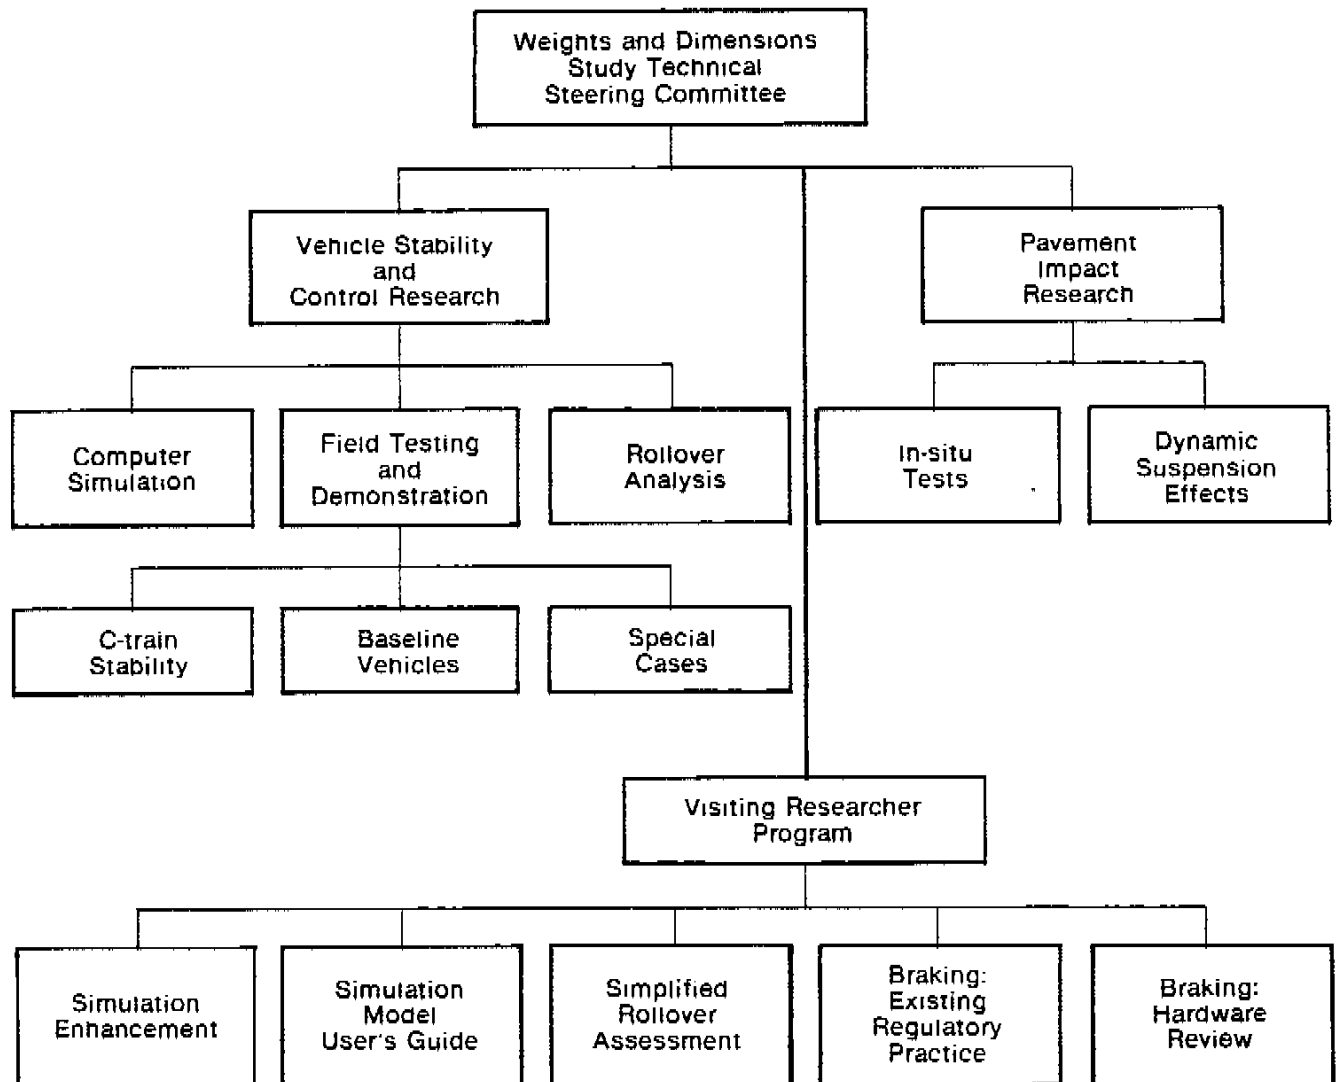 Weights and Dimensions
Study Technical
Steering Committee
Vehicle Stability
and
Control Research
Pavement
Impact
Research
Computer
Simulation
Field Testing
and
Demonstration
Rollover
Analysis
In-situ
Tests
Dynamic
Suspension
Effects
C-train
Stability
Baseline
Vehicles
Special
Cases
Visiting Researcher
Program
Simulation
Enhancement
Simulation
Model
User's Guide
Simplified
Rollover
Assessment
Braking:
Existing
Regulatory
Practice
Braking:
Hardware
Review